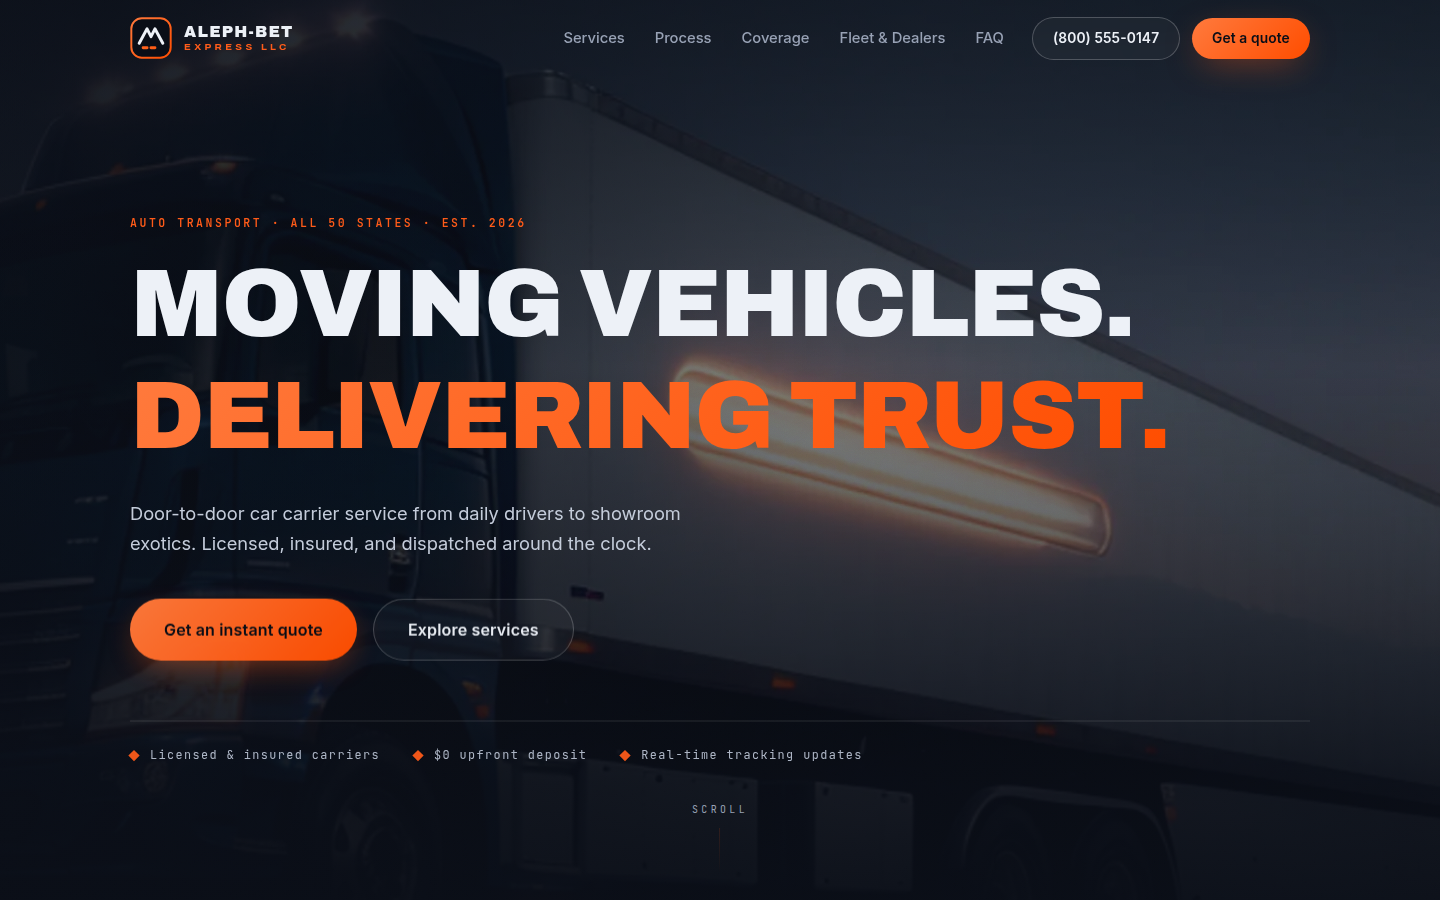 ALEPH-BET
EXPRESS LLC
Services
Process
Coverage
Fleet & Dealers
FAQ
(800) 555-0147
Get a quote
AUTO TRANSPORT · ALL 50 STATES · EST. 2026
MOVING VEHICLES.
DELIVERING TRUST.
Door-to-door car carrier service from daily drivers to showroom
exotics. Licensed, insured, and dispatched around the clock.
Get an instant quote
Explore services
Licensed & insured carriers
$0 upfront deposit
Real-time tracking updates
SCROLL